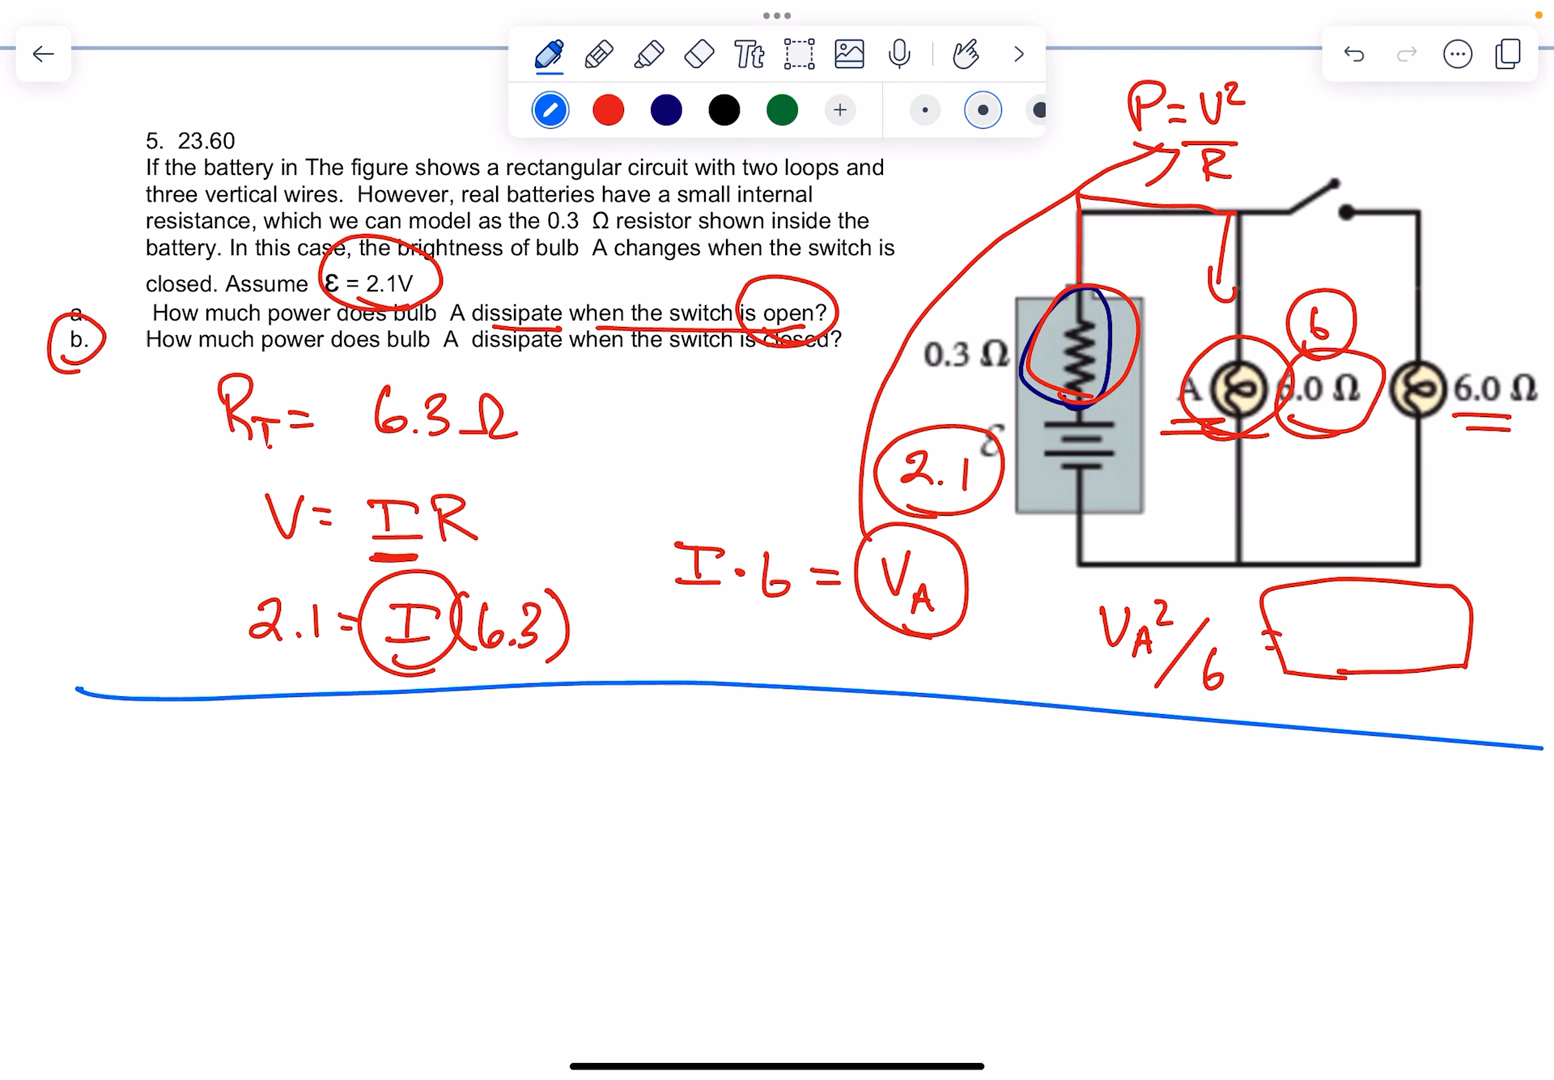 Tt
5. 23.60
If the battery in The figure shows a rectangular circuit with two loops and
three vertical wires. However, real batteries have a small internal
resistance, which we can model as the 0.3 Ω resistor shown inside the
battery. In this case, the brightness of bulb A changes when the switch is
closed. Assume ℇ = 2.1V
a. How much power does bulb A dissipate when the switch is open?
b. How much power does bulb A dissipate when the switch is closed?
P = V²
R
0.3 Ω
ℇ
A
6
6.0 Ω
6.0 Ω
2.1
R_T = 6.3 Ω
V = I R
2.1 = I (6.3)
I · 6 = V_A
V_A² / 6 =